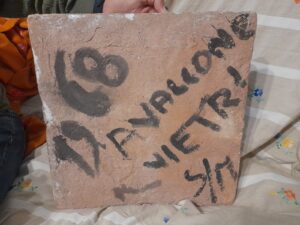 1968
AVALLONE
VIETRI
S/M